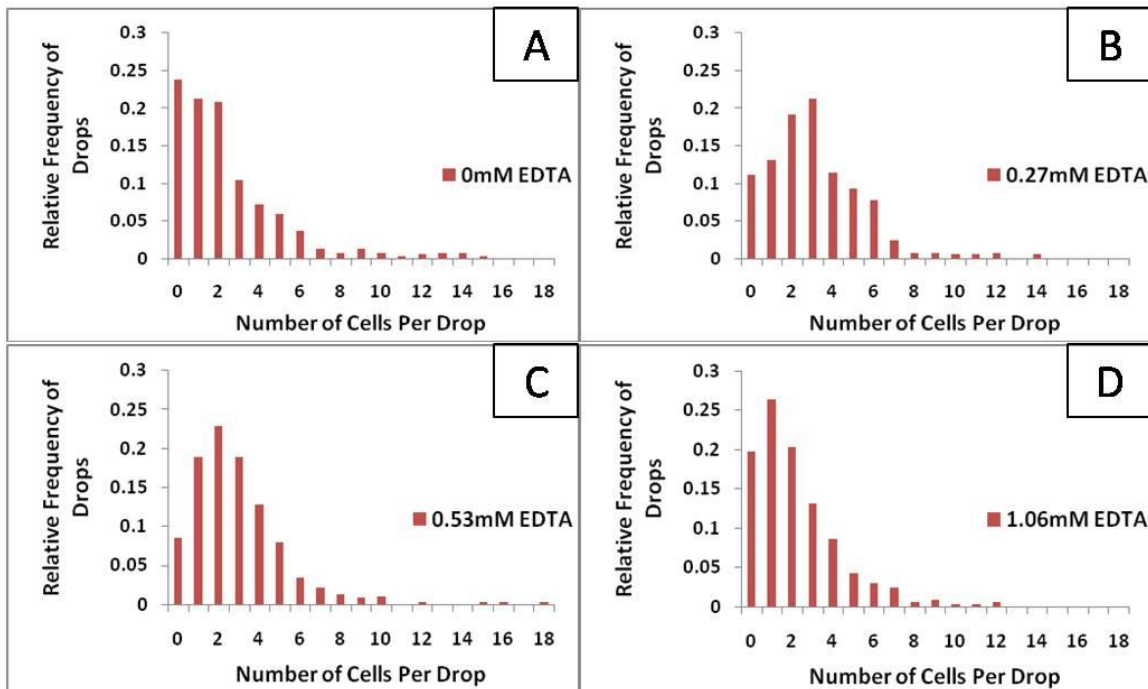 A
0.3
0.25
0.2
0.15
0.1
0.05
0
Relative Frequency of
Drops
0mM EDTA
0 2 4 6 8 10 12 14 16 18
Number of Cells Per Drop
B
0.3
0.25
0.2
0.15
0.1
0.05
0
Relative Frequency of
Drops
0.27mM EDTA
0 2 4 6 8 10 12 14 16 18
Number of Cells Per Drop
C
0.3
0.25
0.2
0.15
0.1
0.05
0
Relative Frequency of
Drops
0.53mM EDTA
0 2 4 6 8 10 12 14 16 18
Number of Cells Per Drop
D
0.3
0.25
0.2
0.15
0.1
0.05
0
Relative Frequency of
Drops
1.06mM EDTA
0 2 4 6 8 10 12 14 16 18
Number of Cells Per Drop